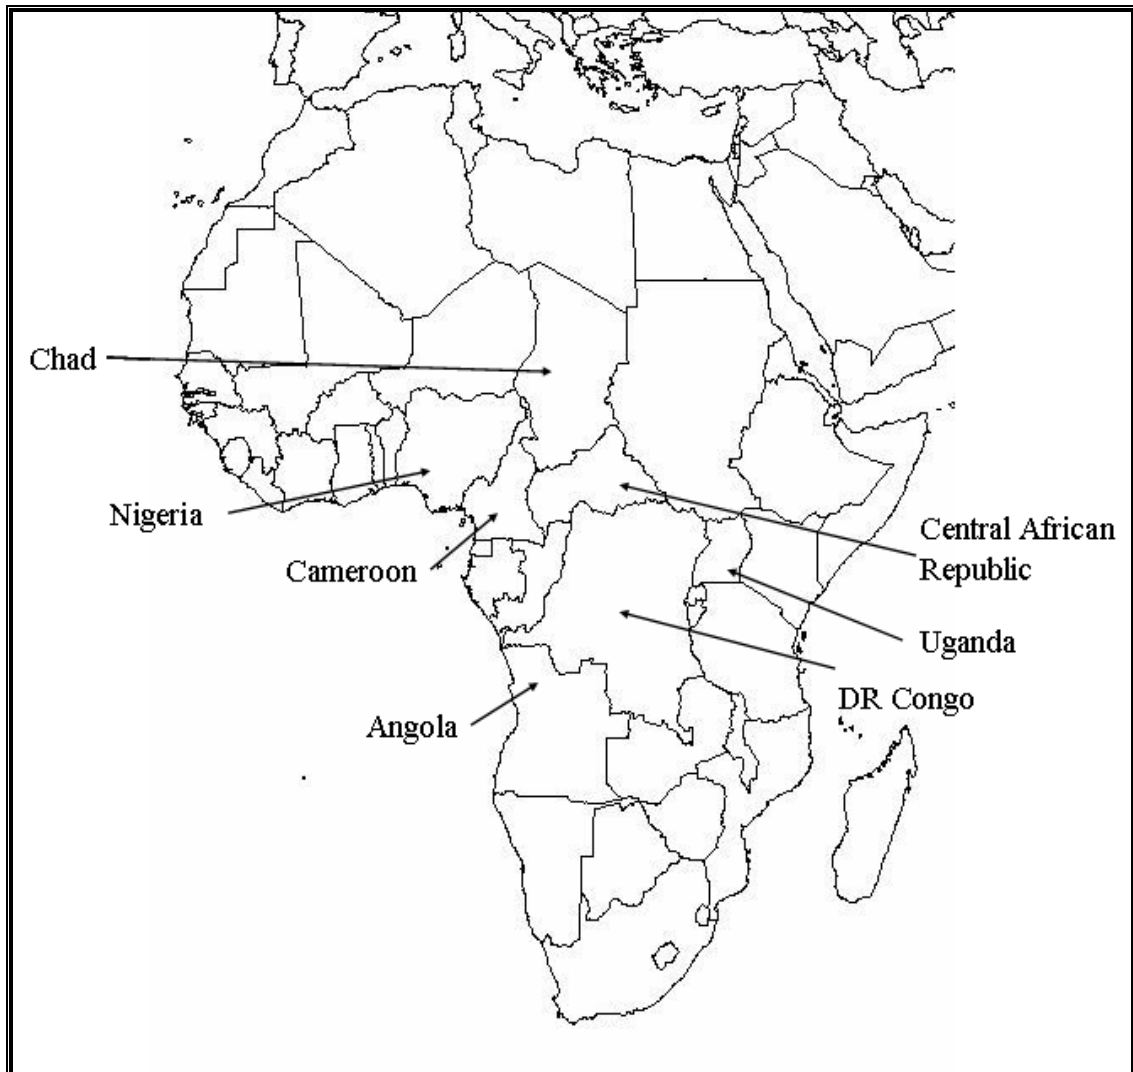 Chad
Nigeria
Cameroon
Central African
Republic
Uganda
DR Congo
Angola